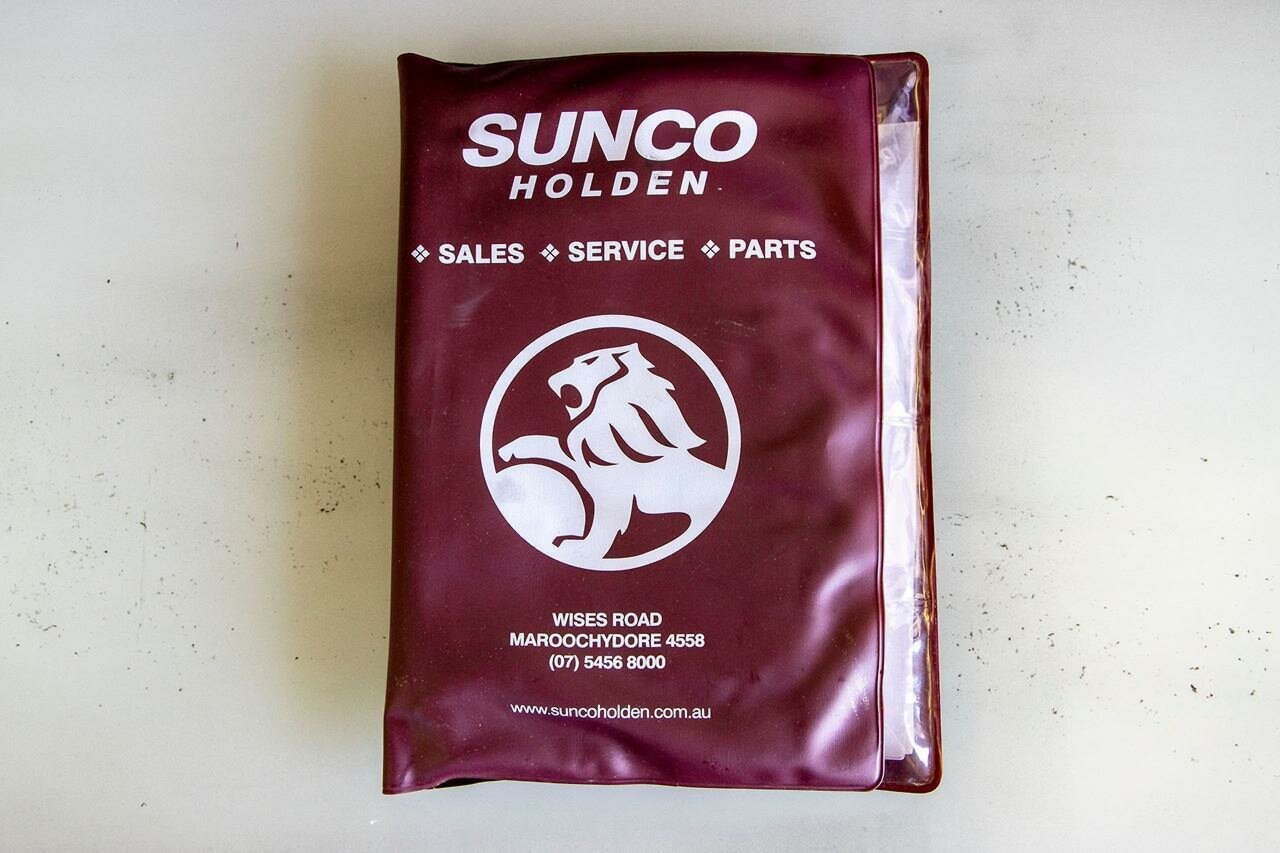 SUNCO
HOLDEN
❖ SALES ❖ SERVICE ❖ PARTS
WISES ROAD
MAROOCHYDORE 4558
(07) 5456 8000
www.suncoholden.com.au